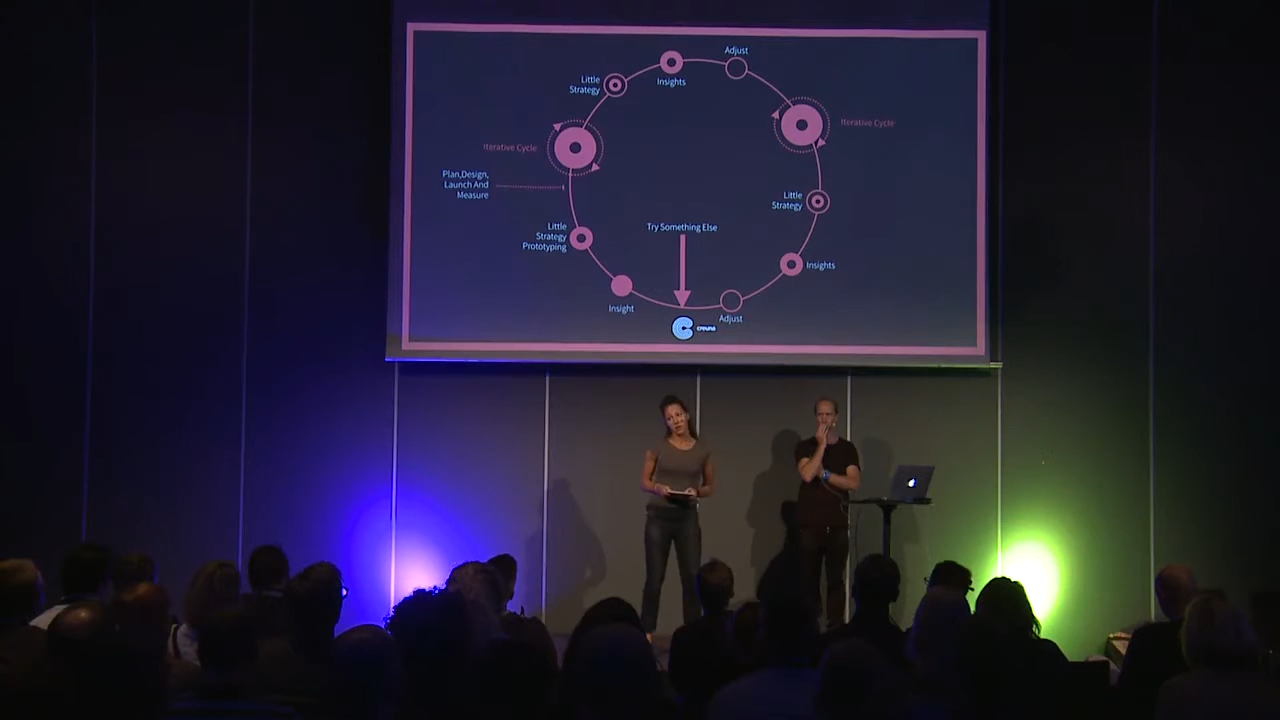 Adjust
Little
Strategy
Insights
Iterative Cycle
Iterative Cycle
Plan,Design,
Launch And
Measure
Little
Strategy
Little
Strategy
Prototyping
Try Something Else
Insights
Insight
Adjust
creuna